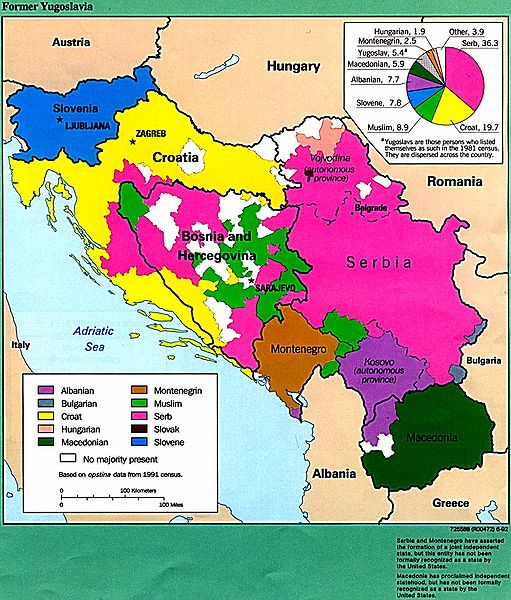 Former Yugoslavia
Austria
Hungary
Hungarian, 1.9
Montenegrin, 2.5
Yugoslav, 5.4ª
Macedonian, 5.9
Albanian, 7.7
Slovene, 7.8
Muslim, 8.9
Other, 3.9
Serb, 36.3
Croat, 19.7
ªYugoslavs are those persons who listed
themselves as such in the 1981 census.
They are dispersed across the country.
Slovenia
LJUBLJANA
ZAGREB
Croatia
Vojvodina
(autonomous
province)
Romania
Belgrade
Bosnia and
Hercegovina
SARAJEVO
Serbia
Adriatic
Sea
Italy
Montenegro
Kosovo
(autonomous
province)
Bulgaria
Macedonia
Albania
Greece
Albanian
Bulgarian
Croat
Hungarian
Macedonian
Montenegrin
Muslim
Serb
Slovak
Slovene
No majority present
Based on opstina data from 1991 census.
0 100 Kilometers
0 100 Miles
725588 (R00472) 6-92
Serbia and Montenegro have asserted
the formation of a joint independent
state, but this entity has not been
formally recognized as a state by
the United States.
Macedonia has proclaimed independent
statehood, but has not been formally
recognized as a state by the
United States.